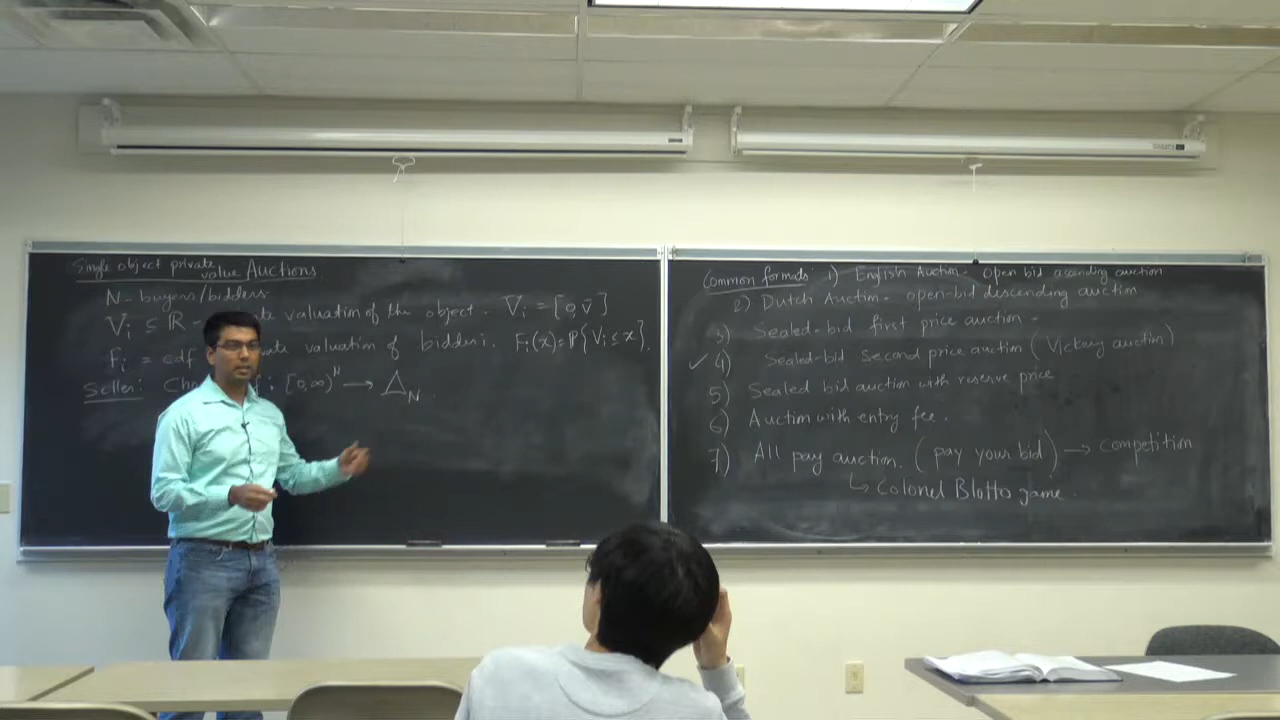 Single object private
value Auctions
N- buyers/bidders
Vi ⊆ ℝ - valuation of the object. Vi = [0, v̄]
Fi = cdf valuation of bidder i. Fi(x) = ℙ{Vi ≤ x}.
Seller: : [0,∞)^N → Δ_N.
Common formats: 1) English Auction - Open bid ascending auction
2) Dutch Auction - open-bid descending auction
3) Sealed-bid first price auction -
✓ 4) Sealed-bid second price auction (Vickery auction)
5) Sealed bid auction with reserve price
6) Auction with entry fee.
7) All pay auction. (pay your bid) → competition
↳ Colonel Blotto game.